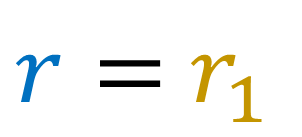 r = r₁